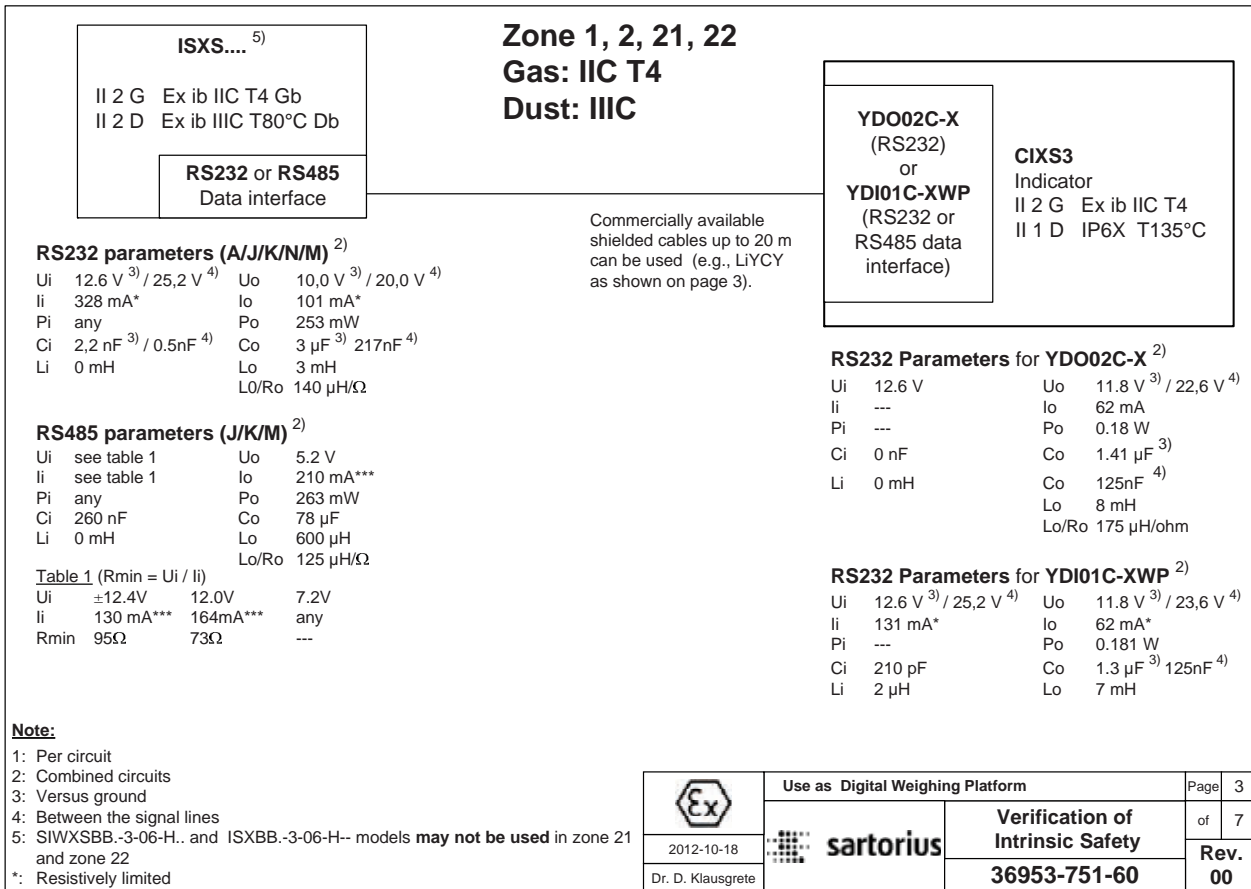 ISXS.... 5)
II 2 G Ex ib IIC T4 Gb
II 2 D Ex ib IIIC T80°C Db
RS232 or RS485
Data interface
Zone 1, 2, 21, 22
Gas: IIC T4
Dust: IIIC
YDO02C-X
(RS232)
or
YDI01C-XWP
(RS232 or
RS485 data
interface)
CIXS3
Indicator
II 2 G Ex ib IIC T4
II 1 D IP6X T135°C
Commercially available
shielded cables up to 20 m
can be used (e.g., LiYCY
as shown on page 3).
RS232 parameters (A/J/K/N/M) 2)
Ui 12.6 V 3) / 25,2 V 4) Uo 10,0 V 3) / 20,0 V 4)
Ii 328 mA* Io 101 mA*
Pi any Po 253 mW
Ci 2,2 nF 3) / 0.5nF 4) Co 3 µF 3) 217nF 4)
Li 0 mH Lo 3 mH
L0/Ro 140 µH/Ω
RS485 parameters (J/K/M) 2)
Ui see table 1 Uo 5.2 V
Ii see table 1 Io 210 mA***
Pi any Po 263 mW
Ci 260 nF Co 78 µF
Li 0 mH Lo 600 µH
Lo/Ro 125 µH/Ω
Table 1 (Rmin = Ui / Ii)
Ui ±12.4V 12.0V 7.2V
Ii 130 mA*** 164mA*** any
Rmin 95Ω 73Ω ---
RS232 Parameters for YDO02C-X 2)
Ui 12.6 V Uo 11.8 V 3) / 22,6 V 4)
Ii --- Io 62 mA
Pi --- Po 0.18 W
Ci 0 nF Co 1.41 µF 3)
Li 0 mH Co 125nF 4)
Lo 8 mH
Lo/Ro 175 µH/ohm
RS232 Parameters for YDI01C-XWP 2)
Ui 12.6 V 3) / 25,2 V 4) Uo 11.8 V 3) / 23,6 V 4)
Ii 131 mA* Io 62 mA*
Pi --- Po 0.181 W
Ci 210 pF Co 1.3 µF 3) 125nF 4)
Li 2 µH Lo 7 mH
Note:
1: Per circuit
2: Combined circuits
3: Versus ground
4: Between the signal lines
5: SIWXSBB.-3-06-H.. and ISXBB.-3-06-H-- models may not be used in zone 21
and zone 22
*: Resistively limited
Ex
2012-10-18
Dr. D. Klausgrete
Use as Digital Weighing Platform
sartorius
Verification of
Intrinsic Safety
36953-751-60
Page 3
of 7
Rev.
00